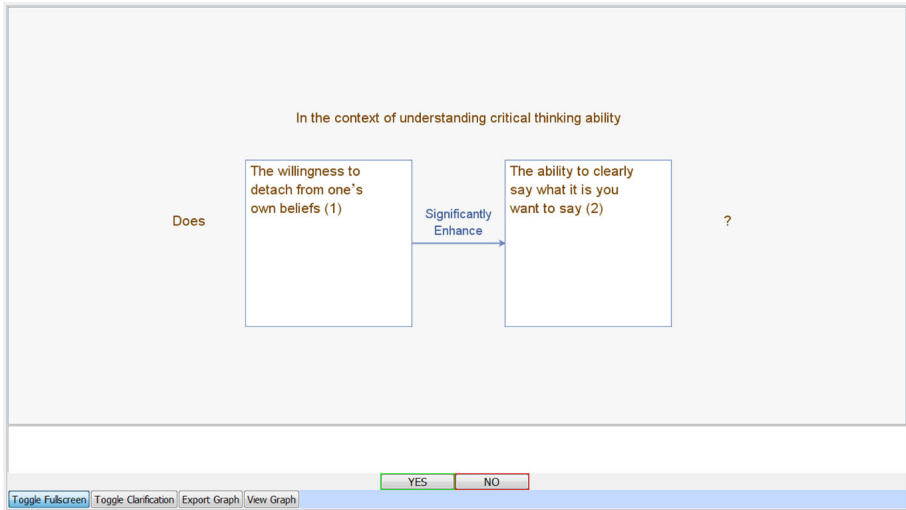 In the context of understanding critical thinking ability
Does
The willingness to
detach from one’s
own beliefs (1)
Significantly
Enhance
The ability to clearly
say what it is you
want to say (2)
?
YES
NO
Toggle Fullscreen
Toggle Clarification
Export Graph
View Graph